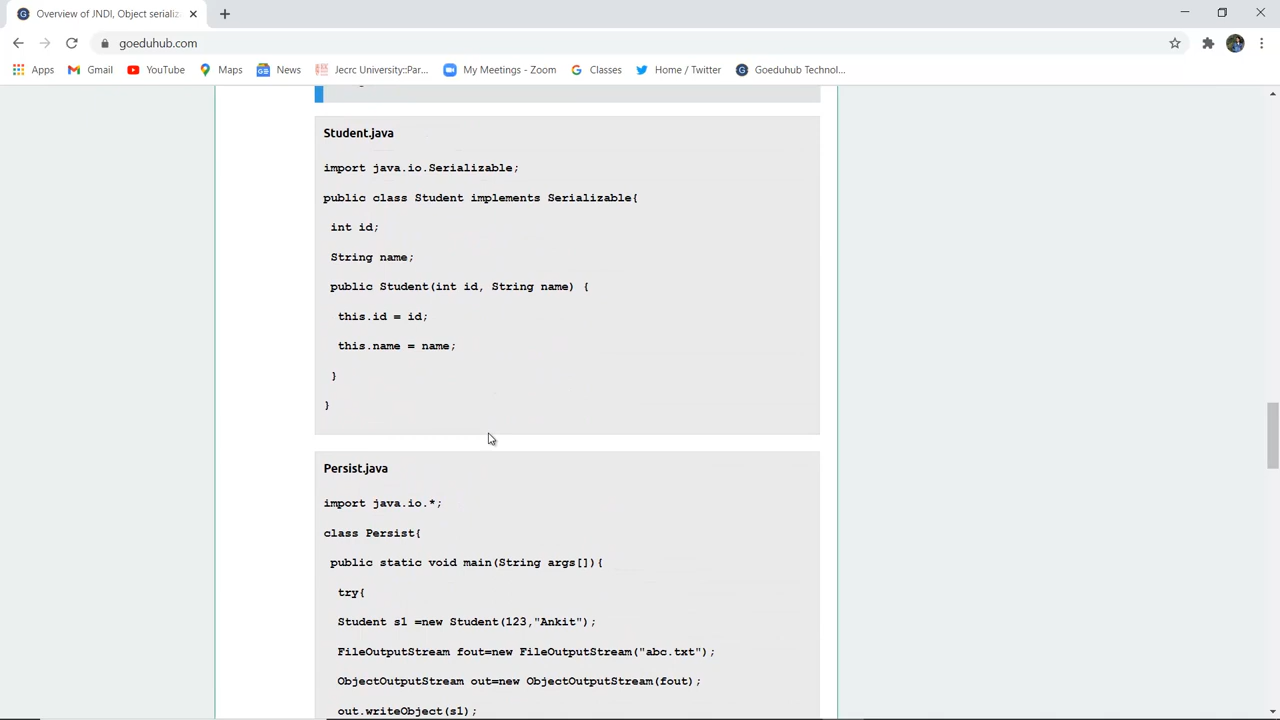 Overview of JNDI, Object serializ
goeduhub.com
Apps Gmail YouTube Maps News Jecrc University::Par... My Meetings - Zoom Classes Home / Twitter Goeduhub Technol...
Student.java
import java.io.Serializable;
public class Student implements Serializable{
int id;
String name;
public Student(int id, String name) {
this.id = id;
this.name = name;
}
}
Persist.java
import java.io.*;
class Persist{
public static void main(String args[]){
try{
Student s1 =new Student(123,"Ankit");
FileOutputStream fout=new FileOutputStream("abc.txt");
ObjectOutputStream out=new ObjectOutputStream(fout);
out.writeObject(s1);